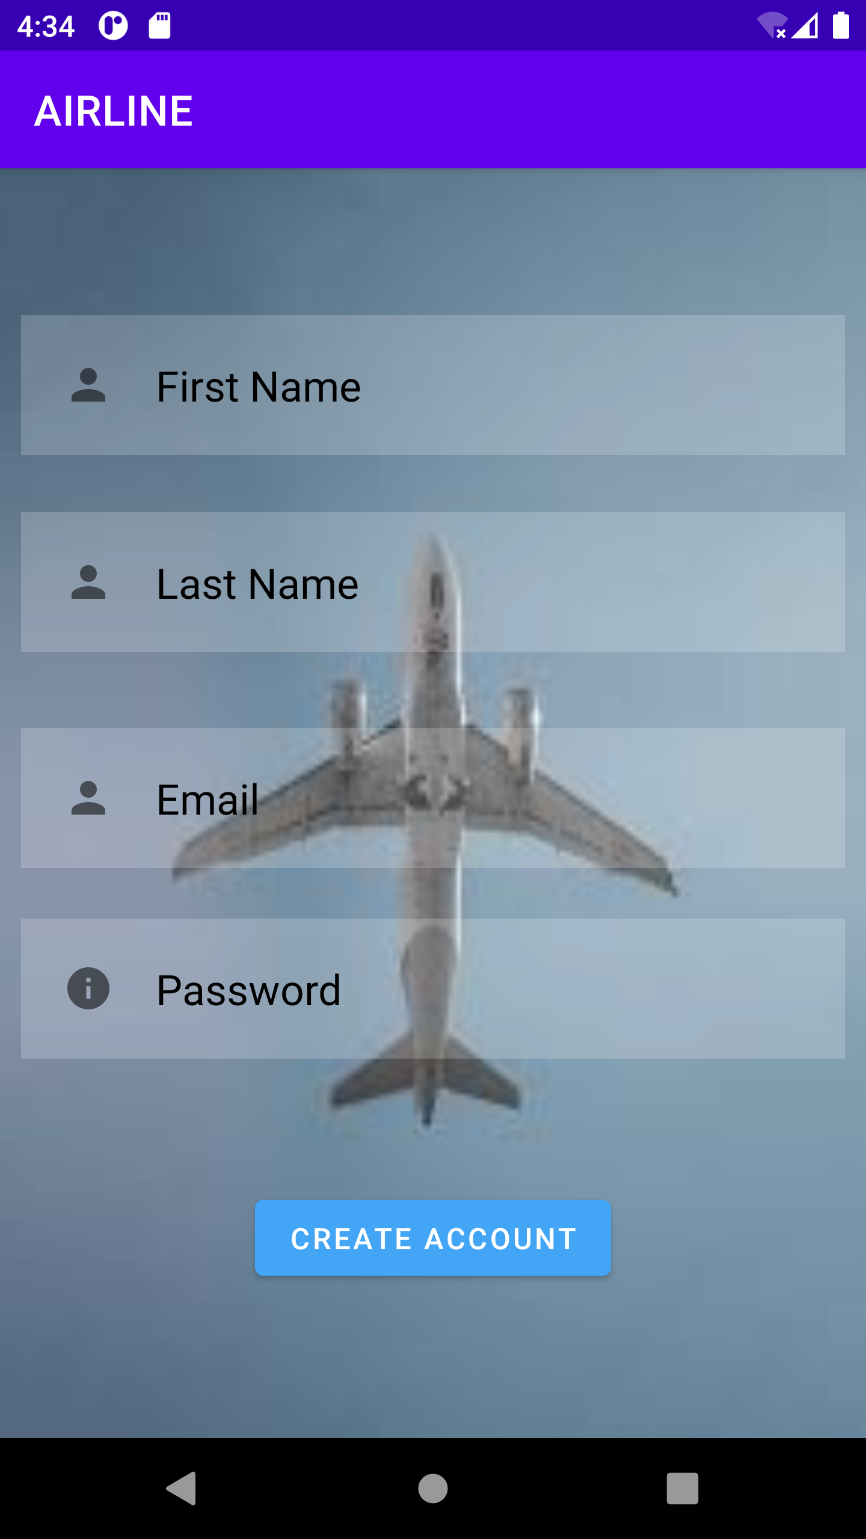 4:34
AIRLINE
First Name
Last Name
Email
Password
CREATE ACCOUNT